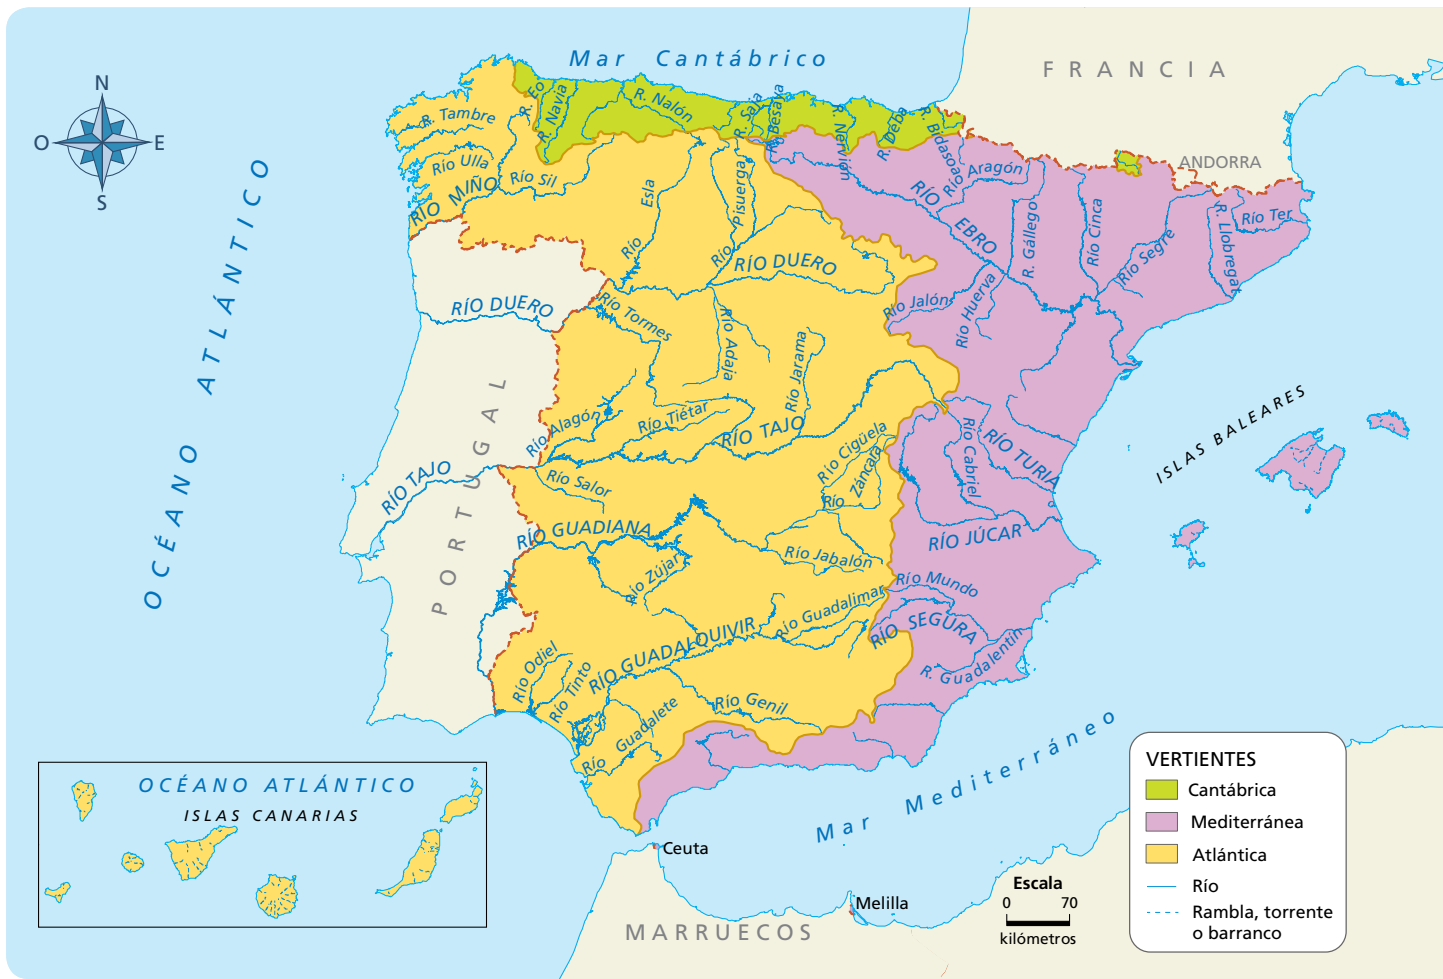 Mar Cantábrico
FRANCIA
ANDORRA
N
O
E
S
OCÉANO ATLÁNTICO
PORTUGAL
R. Eo
R. Navia
R. Nalón
R. Saja
R. Besaya
R. Nervión
R. Deba
R. Bidasoa
R. Tambre
Río Ulla
RÍO MIÑO
Río Sil
Río Esla
Río Pisuerga
RÍO DUERO
RÍO DUERO
Río Tormes
Río Adaja
Río Jarama
RÍO EBRO
Río Aragón
R. Gállego
Río Cinca
Río Segre
R. Llobregat
Río Ter
Río Jalón
Río Huerva
Río Alagón
Río Tiétar
RÍO TAJO
RÍO TAJO
Río Salor
Río Cigüela
Río Záncara
Río Cabriel
RÍO TURIA
RÍO JÚCAR
RÍO GUADIANA
Río Zújar
Río Jabalón
Río Guadalimar
Río Mundo
RÍO SEGURA
R. Guadalentín
RÍO GUADALQUIVIR
Río Odiel
Río Tinto
Río Guadalete
Río Genil
ISLAS BALEARES
Mar Mediterráneo
OCÉANO ATLÁNTICO
ISLAS CANARIAS
Ceuta
Melilla
MARRUECOS
Escala
0 70
kilómetros
VERTIENTES
Cantábrica
Mediterránea
Atlántica
Río
Rambla, torrente
o barranco